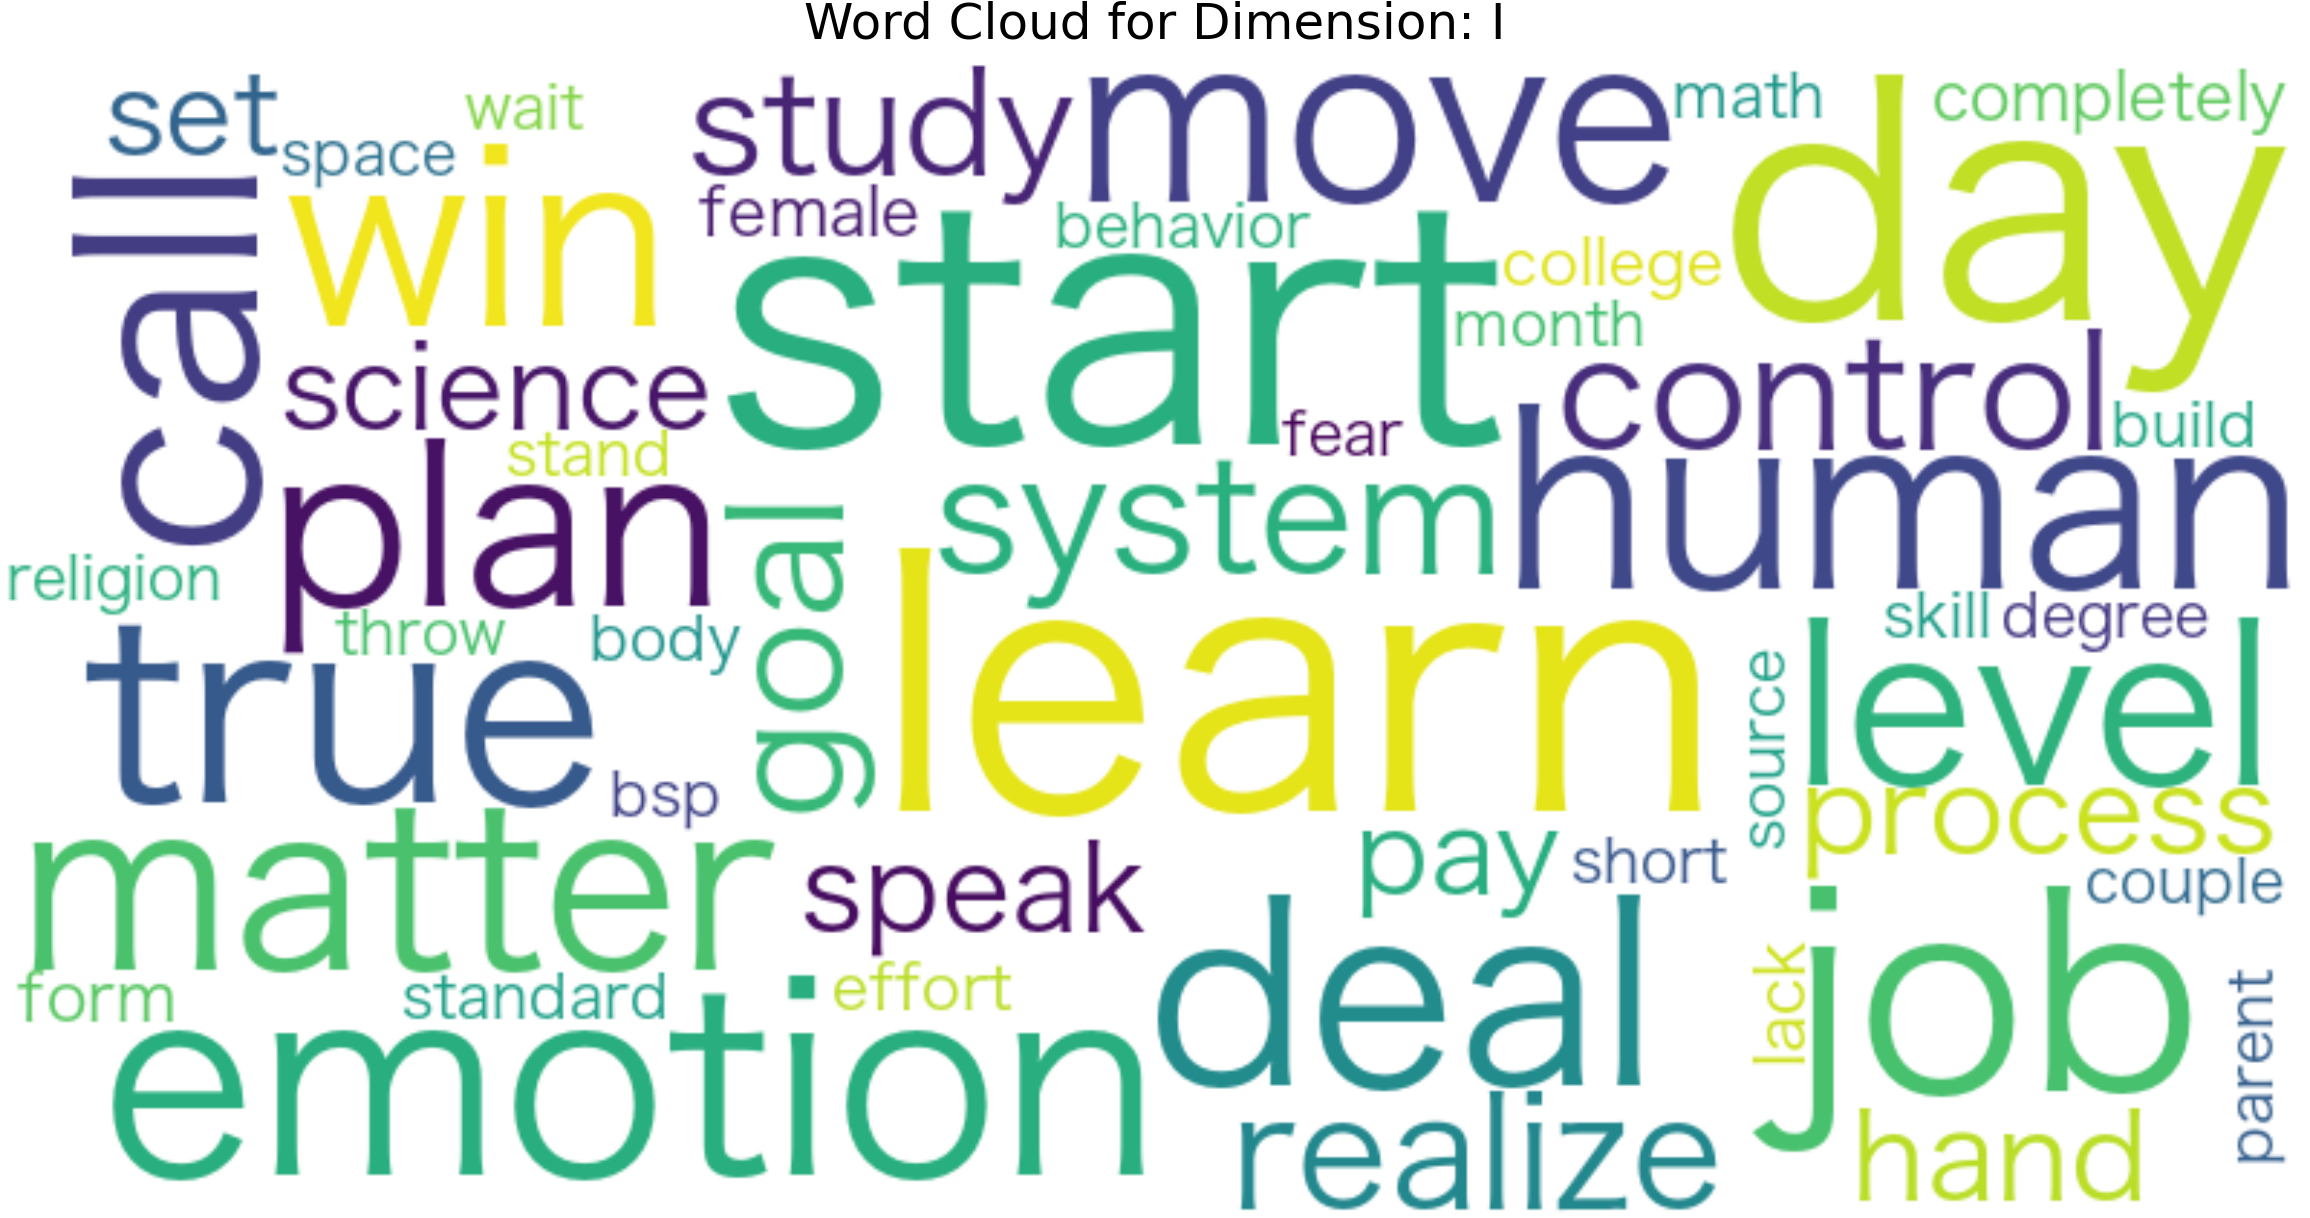 Word Cloud for Dimension: I
set
wait
study
move
math
completely
space
day
call
win
female
behavior
start
college
month
science
control
fear
build
stand
human
plan
system
goal
religion
learn
throw
body
skill
degree
true
level
source
bsp
process
matter
pay
short
speak
couple
deal
job
form
standard
effort
lack
parent
emotion
realize
hand